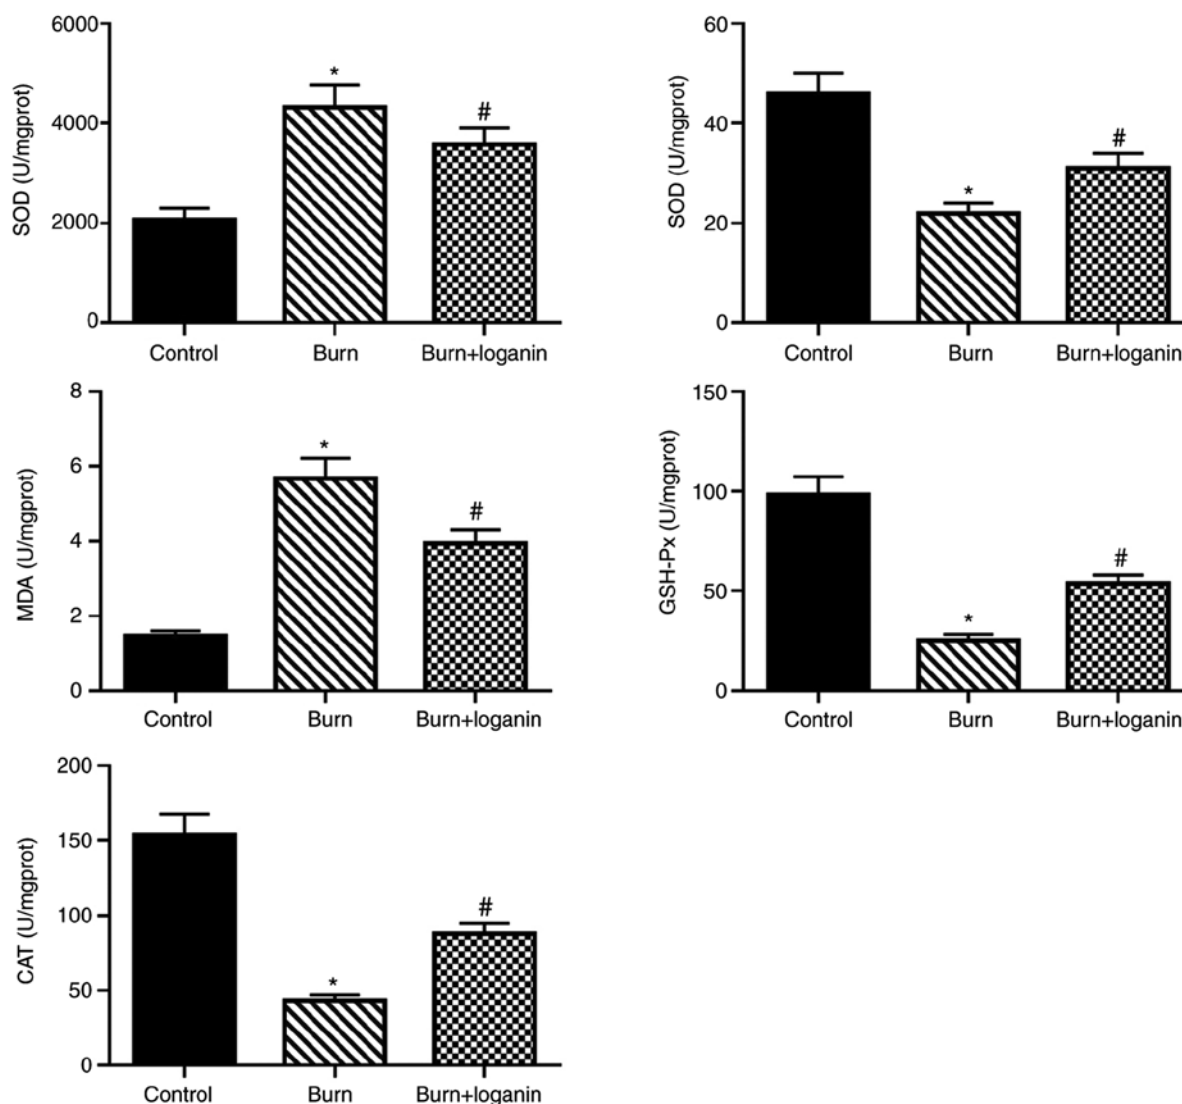 6000
4000
2000
0
SOD (U/mgprot)
*
#
Control
Burn
Burn+loganin
60
40
20
0
SOD (U/mgprot)
*
#
Control
Burn
Burn+loganin
8
6
4
2
0
MDA (U/mgprot)
*
#
Control
Burn
Burn+loganin
150
100
50
0
GSH-Px (U/mgprot)
*
#
Control
Burn
Burn+loganin
200
150
100
50
0
CAT (U/mgprot)
*
#
Control
Burn
Burn+loganin